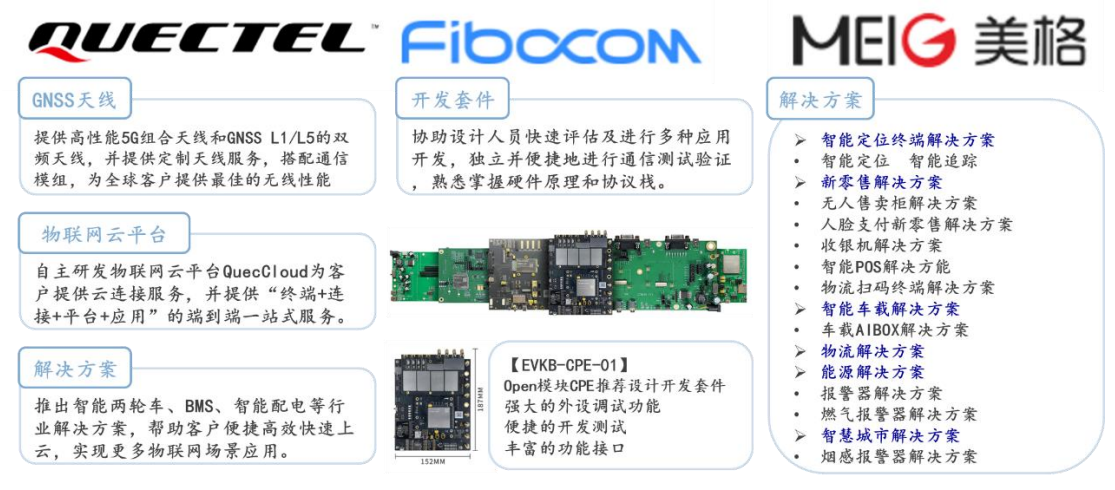 QUECTEL™
GNSS天线
提供高性能5G组合天线和GNSS L1/L5的双
频天线，并提供定制天线服务，搭配通信
模组，为全球客户提供最佳的无线性能
物联网云平台
自主研发物联网云平台QuecCloud为客
户提供云连接服务，并提供“终端+连
接+平台+应用”的端到端一站式服务。
解决方案
推出智能两轮车、BMS、智能配电等行
业解决方案，帮助客户便捷高效快速上
云，实现更多物联网场景应用。
Fibocom
开发套件
协助设计人员快速评估及进行多种应用
开发，独立并便捷地进行通信测试验证
，熟悉掌握硬件原理和协议栈。
187MM
152MM
【EVKB-CPE-01】
Open模块CPE推荐设计开发套件
强大的外设调试功能
便捷的开发测试
丰富的功能接口
MEIG 美格
解决方案
➢ 智能定位终端解决方案
• 智能定位 智能追踪
➢ 新零售解决方案
• 无人售卖柜解决方案
• 人脸支付新零售解决方案
• 收银机解决方案
• 智能POS解决方能
• 物流扫码终端解决方案
➢ 智能车载解决方案
• 车载AIBOX解决方案
➢ 物流解决方案
➢ 能源解决方案
• 报警器解决方案
• 燃气报警器解决方案
➢ 智慧城市解决方案
• 烟感报警器解决方案